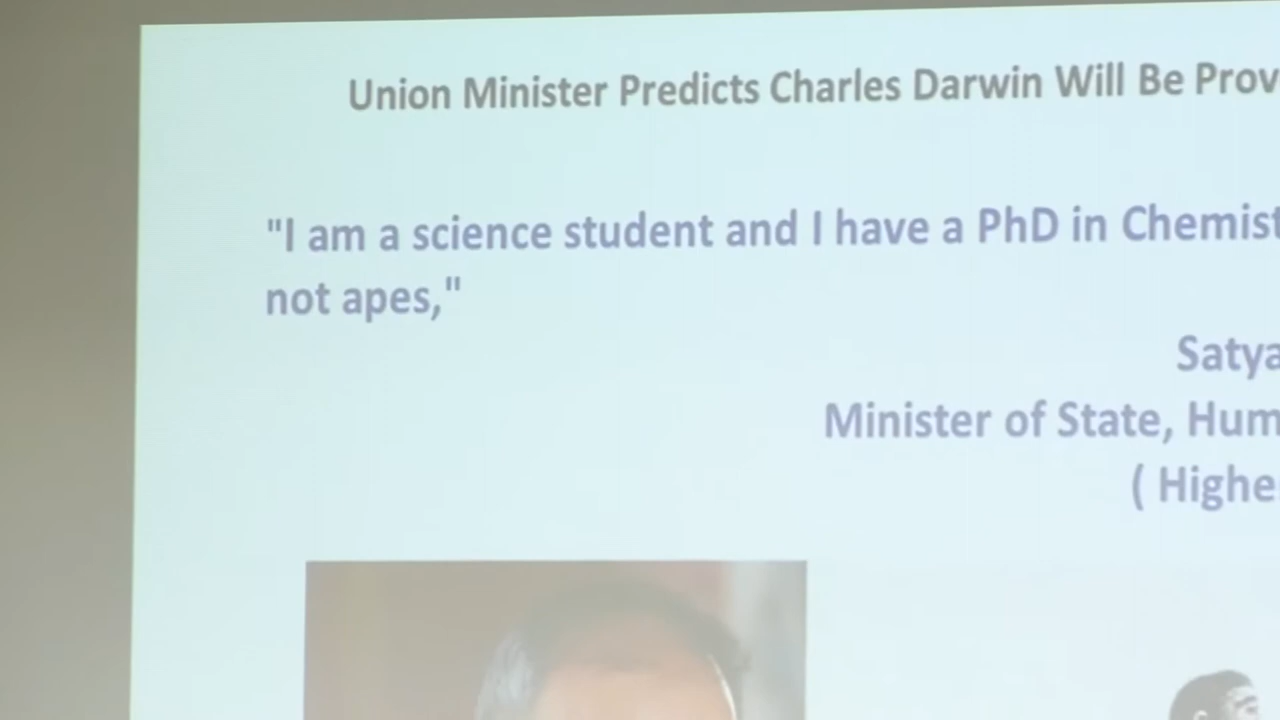 Union Minister Predicts Charles Darwin Will Be Prov
"I am a science student and I have a PhD in Chemist
not apes,"
Satya
Minister of State, Hum
( Highe